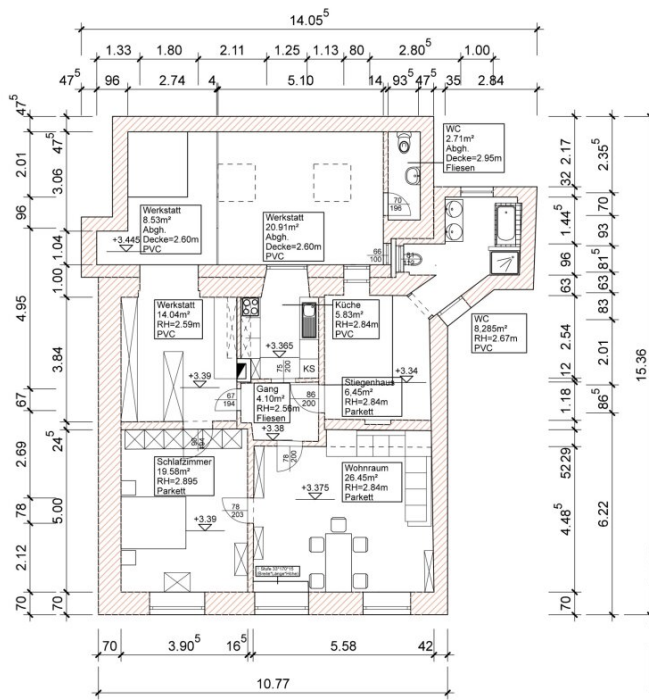 14.05⁵
1.33 1.80 2.11 1.25 1.13 80 2.80⁵ 1.00
47⁵ 96 2.74 4 5.10 14 93⁵ 47⁵ 35 2.84
47⁵
2.01
96
4.95
67
2.69
78
2.12
70
47⁵
3.06
1.04
1.00
3.84
24⁵
5.00
70
WC
2.71m²
Abgh.
Decke=2.95m
Fliesen
70
196
Werkstatt
8.53m²
Abgh.
Decke=2.60m
PVC
+3.445
Werkstatt
20.91m²
Abgh.
Decke=2.60m
PVC
66
100
Werkstatt
14.04m²
RH=2.59m
PVC
+3.39
Küche
5.83m²
RH=2.84m
PVC
+3.365
75
200
KS
WC
8,285m²
RH=2.67m
PVC
67
194
Gang
4.10m²
RH=2.56m
Fliesen
+3.38
86
200
Stiegenhaus
6,45m²
RH=2.84m
Parkett
+3.34
78
200
Schlafzimmer
19.58m²
RH=2.895
Parkett
+3.39
78
203
Wohnraum
26.45m²
RH=2.84m
Parkett
+3.375
2.17
32
1.44⁵
96
63
2.54
12
1.18
5229
4.48⁵
70
2.35⁵
70
93
81⁵
63
83
2.01
86⁵
6.22
70
15.36
70 3.90⁵ 16⁵ 5.58 42
10.77